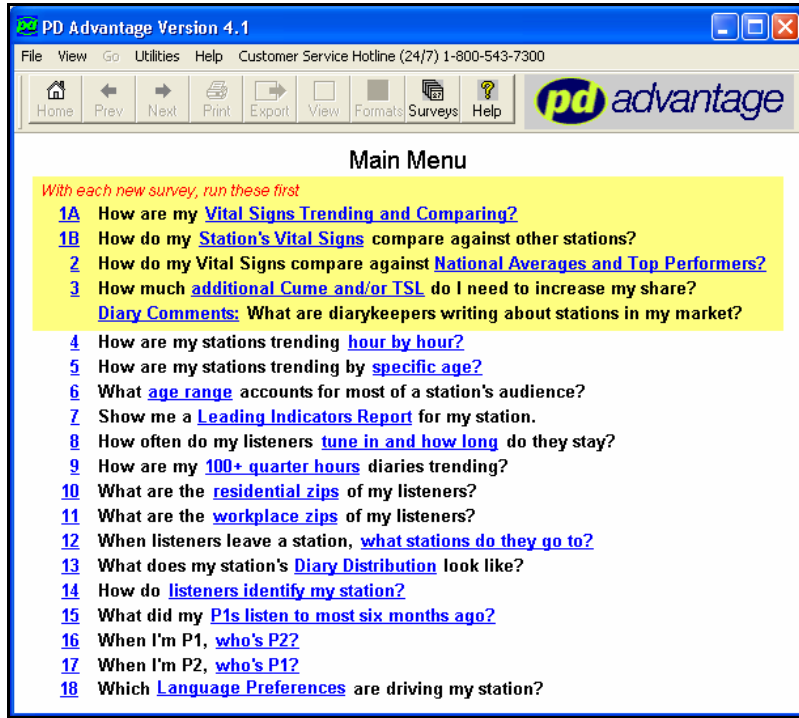 pd PD Advantage Version 4.1
File View Go Utilities Help Customer Service Hotline (24/7) 1-800-543-7300
Home Prev Next Print Export View Formats Surveys Help pd advantage
Main Menu
With each new survey, run these first
1A How are my Vital Signs Trending and Comparing?
1B How do my Station's Vital Signs compare against other stations?
2 How do my Vital Signs compare against National Averages and Top Performers?
3 How much additional Cume and/or TSL do I need to increase my share?
Diary Comments: What are diarykeepers writing about stations in my market?
4 How are my stations trending hour by hour?
5 How are my stations trending by specific age?
6 What age range accounts for most of a station's audience?
7 Show me a Leading Indicators Report for my station.
8 How often do my listeners tune in and how long do they stay?
9 How are my 100+ quarter hours diaries trending?
10 What are the residential zips of my listeners?
11 What are the workplace zips of my listeners?
12 When listeners leave a station, what stations do they go to?
13 What does my station's Diary Distribution look like?
14 How do listeners identify my station?
15 What did my P1s listen to most six months ago?
16 When I'm P1, who's P2?
17 When I'm P2, who's P1?
18 Which Language Preferences are driving my station?